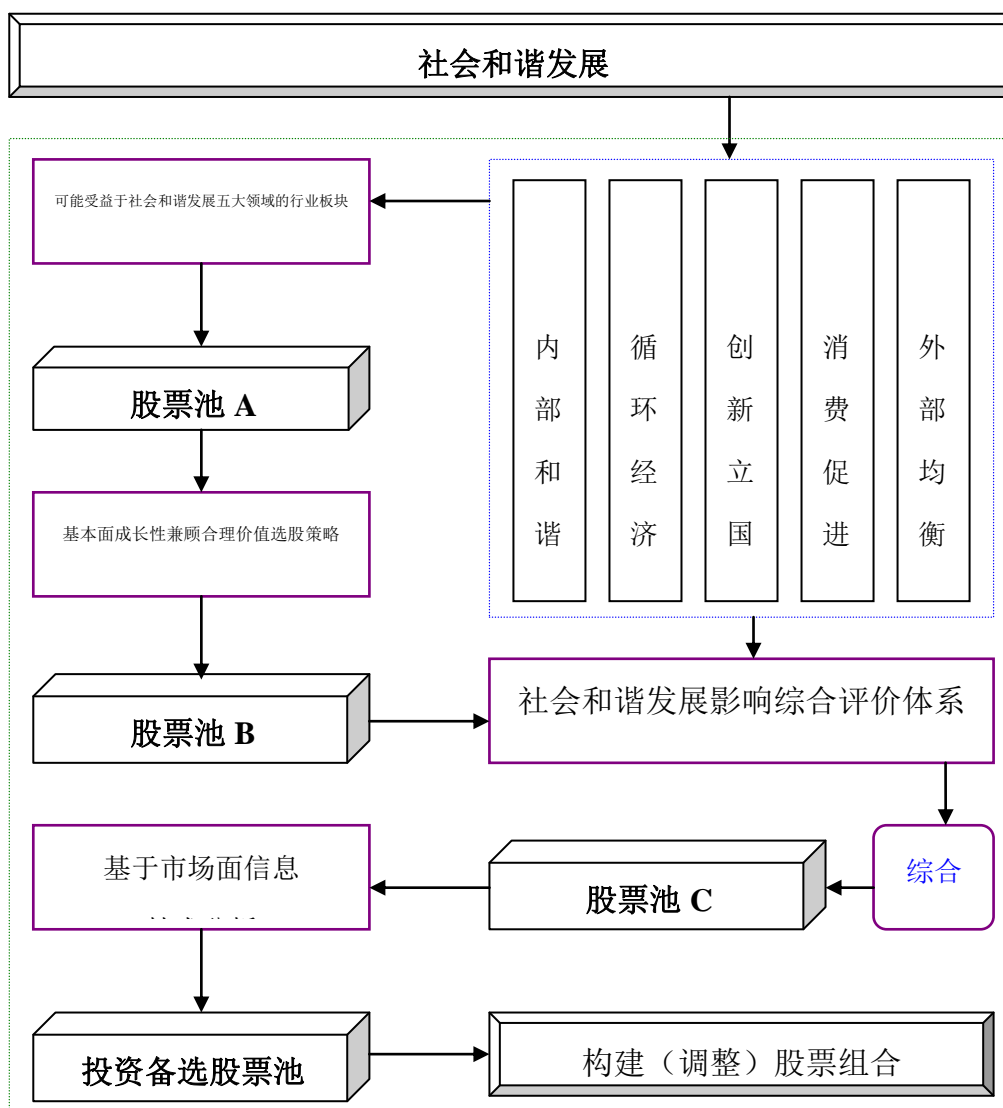 社会和谐发展
可能受益于社会和谐发展五大领域的行业板块
内部和谐
循环经济
创新立国
消费促进
外部均衡
股票池 A
基本面成长性兼顾合理价值选股策略
股票池 B
社会和谐发展影响综合评价体系
综合
股票池 C
基于市场面信息
投资备选股票池
构建（调整）股票组合